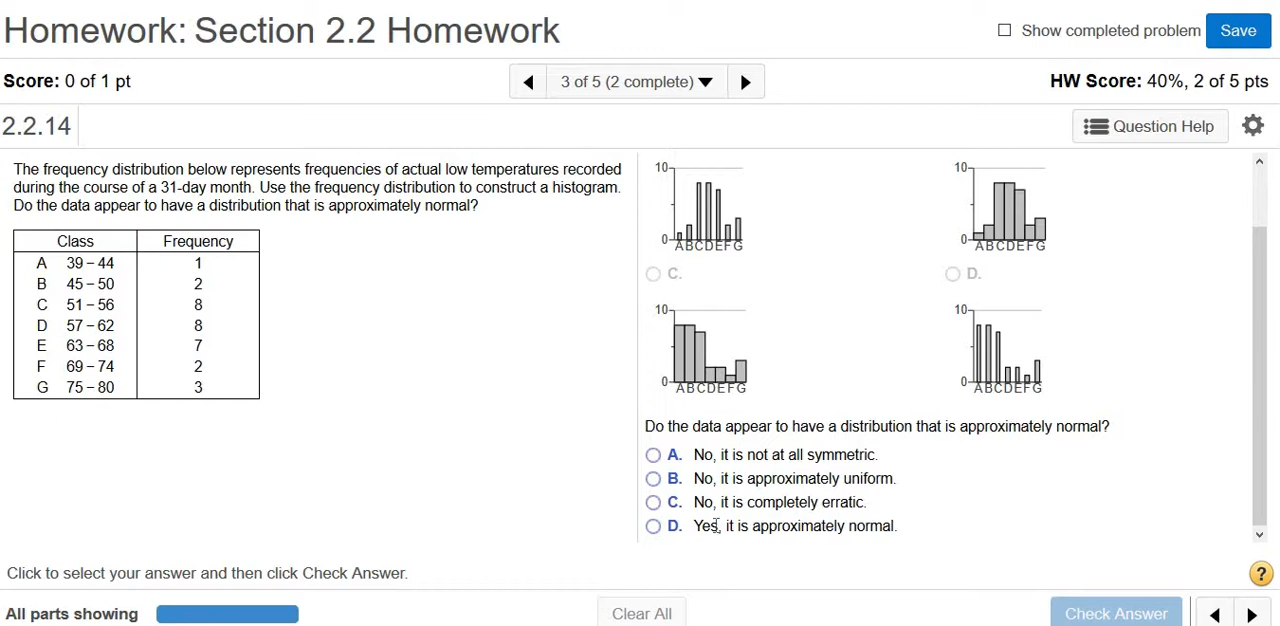 Homework: Section 2.2 Homework
Show completed problem
Save
Score: 0 of 1 pt
3 of 5 (2 complete)
HW Score: 40%, 2 of 5 pts
2.2.14
Question Help
The frequency distribution below represents frequencies of actual low temperatures recorded
during the course of a 31-day month. Use the frequency distribution to construct a histogram.
Do the data appear to have a distribution that is approximately normal?
Class Frequency
A 39 – 44 1
B 45 – 50 2
C 51 – 56 8
D 57 – 62 8
E 63 – 68 7
F 69 – 74 2
G 75 – 80 3
10
0
ABCDEFG
10
0
ABCDEFG
C.
D.
10
0
ABCDEFG
10
0
ABCDEFG
Do the data appear to have a distribution that is approximately normal?
A. No, it is not at all symmetric.
B. No, it is approximately uniform.
C. No, it is completely erratic.
D. Yes, it is approximately normal.
Click to select your answer and then click Check Answer.
?
All parts showing
Clear All
Check Answer